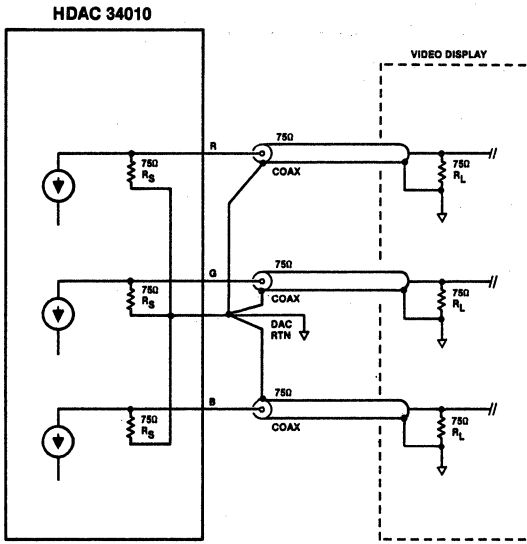 HDAC 34010
VIDEO DISPLAY
75Ω
R
75Ω
RS
COAX
75Ω
RL
75Ω
G
75Ω
RS
COAX
75Ω
RL
DAC
RTN
75Ω
B
75Ω
RS
COAX
75Ω
RL